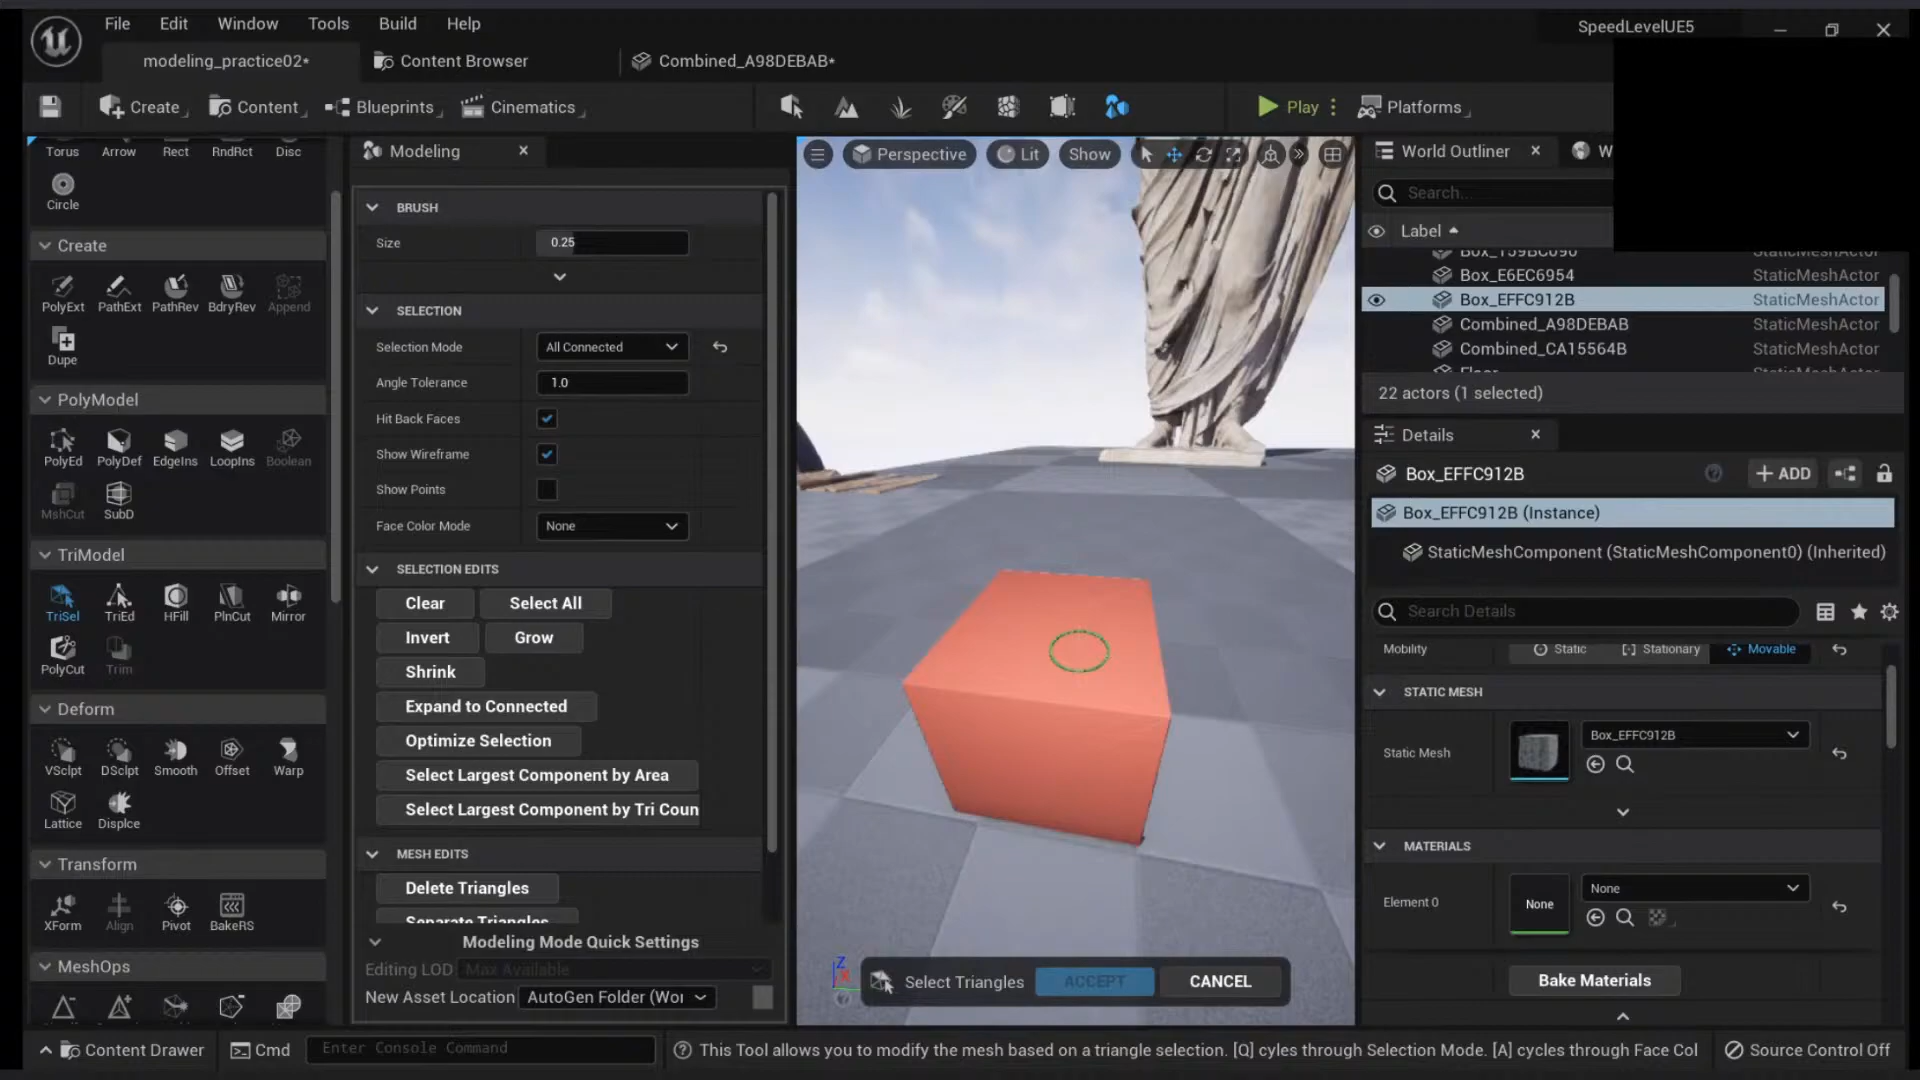 File Edit Window Tools Build Help
SpeedLevelUE5
modeling_practice02*
Content Browser
Combined_A98DEBAB*
Create
Content
Blueprints
Cinematics
Play
Platforms
Torus Arrow Rect RndRct Disc
Circle
Create
PolyExt PathExt PathRev BdryRev Append
Dupe
PolyModel
PolyEd PolyDef EdgeIns LoopIns Boolean
MshCut SubD
TriModel
TriSel TriEd HFill PlnCut Mirror
PolyCut Trim
Deform
VSclpt DSclpt Smooth Offset Warp
Lattice Displce
Transform
XForm Align Pivot BakeRS
MeshOps
Modeling
BRUSH
Size 0.25
SELECTION
Selection Mode All Connected
Angle Tolerance 1.0
Hit Back Faces
Show Wireframe
Show Points
Face Color Mode None
SELECTION EDITS
Clear Select All
Invert Grow
Shrink
Expand to Connected
Optimize Selection
Select Largest Component by Area
Select Largest Component by Tri Coun
MESH EDITS
Delete Triangles
Separate Triangles
Modeling Mode Quick Settings
Editing LOD Max Available
New Asset Location AutoGen Folder (Wor
Perspective Lit Show
Z
X
Select Triangles ACCEPT CANCEL
World Outliner W
Search...
Label
StaticMeshActor
Box_E6EC6954 StaticMeshActor
Box_EFFC912B StaticMeshActor
Combined_A98DEBAB StaticMeshActor
Combined_CA15564B StaticMeshActor
Floor
22 actors (1 selected)
Details
Box_EFFC912B
ADD
Box_EFFC912B (Instance)
StaticMeshComponent (StaticMeshComponent0) (Inherited)
Search Details
Mobility Static Stationary Movable
STATIC MESH
Static Mesh Box_EFFC912B
MATERIALS
Element 0 None None
Bake Materials
Content Drawer Cmd Enter Console Command
This Tool allows you to modify the mesh based on a triangle selection. [Q] cyles through Selection Mode. [A] cycles through Face Col
Source Control Off